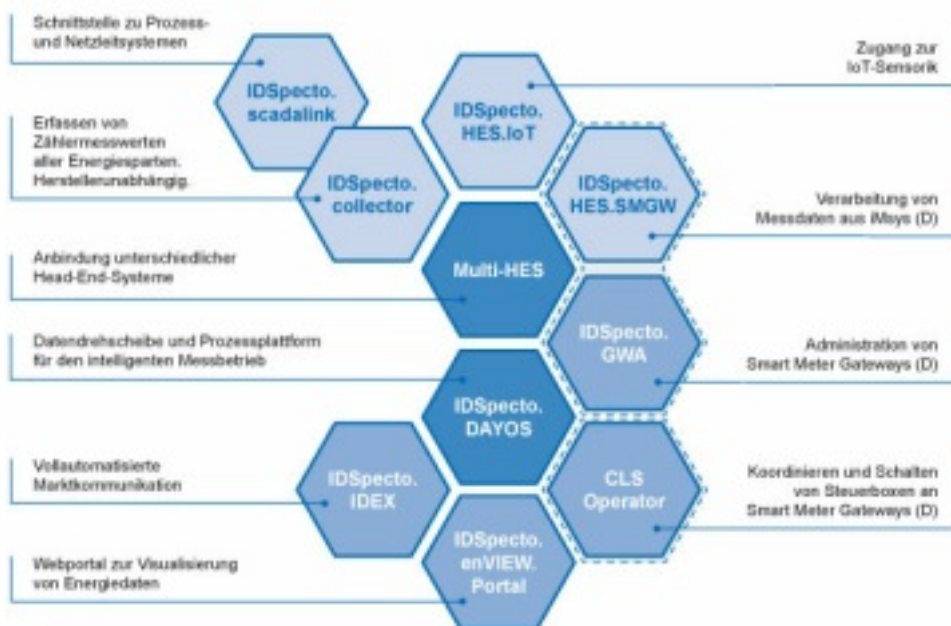 Schnittstelle zu Prozess-
und Netzleitsystemen
IDSpecto.
scadalink
Zugang zur
IoT-Sensorik
IDSpecto.
HES.IoT
Erfassen von
Zählermesswerten
aller Energiesparten.
Herstellerunabhängig.
IDSpecto.
collector
IDSpecto.
HES.SMGW
Verarbeitung von
Messdaten aus iMsys (D)
Anbindung unterschiedlicher
Head-End-Systeme
Multi-HES
Datendrehscheibe und Prozessplattform
für den intelligenten Messbetrieb
IDSpecto.
GWA
Administration von
Smart Meter Gateways (D)
IDSpecto.
DAYOS
Vollautomatisierte
Marktkommunikation
IDSpecto.
IDEX
CLS
Operator
Koordinieren und Schalten
von Steuerboxen an
Smart Meter Gateways (D)
Webportal zur Visualisierung
von Energiedaten
IDSpecto.
enVIEW.
Portal